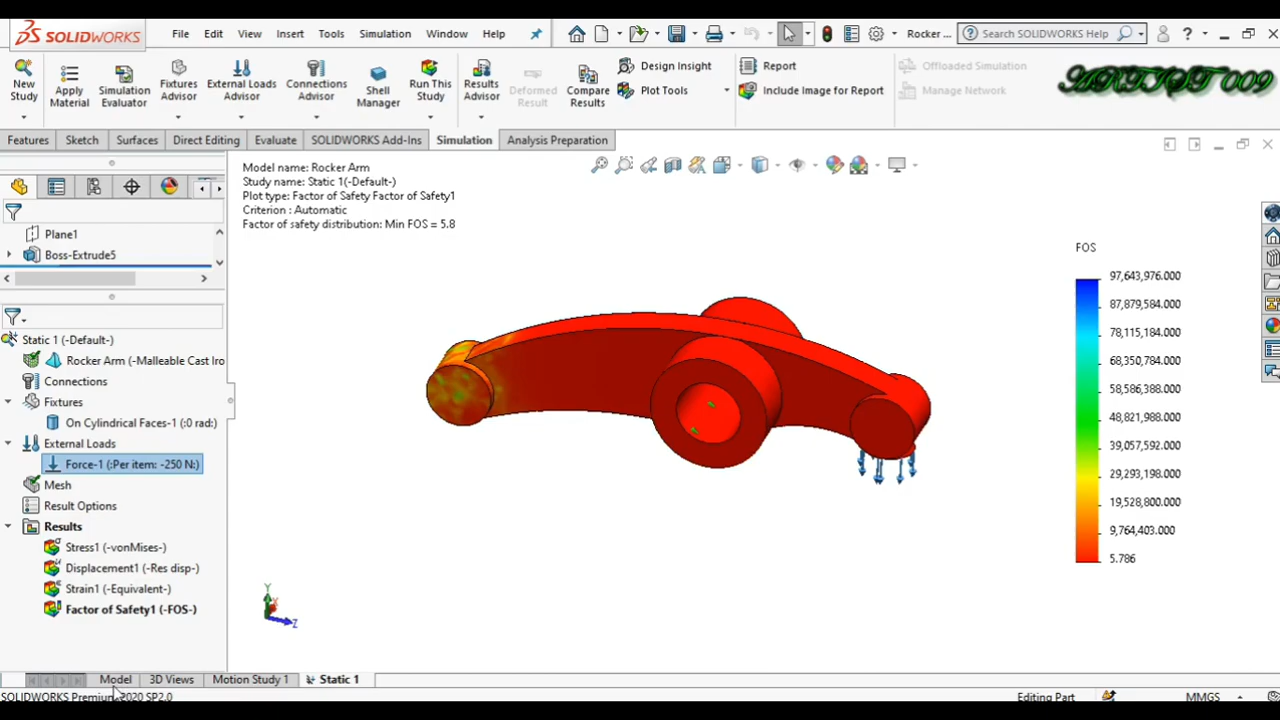 SOLIDWORKS
File Edit View Insert Tools Simulation Window Help
Rocker ...
Search SOLIDWORKS Help
?
New Study
Apply Material
Simulation Evaluator
Fixtures Advisor
External Loads Advisor
Connections Advisor
Shell Manager
Run This Study
Results Advisor
Deformed Result
Compare Results
Design Insight
Plot Tools
Report
Include Image for Report
Offloaded Simulation
Manage Network
ARTKIT 009
Features Sketch Surfaces Direct Editing Evaluate SOLIDWORKS Add-Ins Simulation Analysis Preparation
Plane1
Boss-Extrude5
Static 1 (-Default-)
Rocker Arm (-Malleable Cast Iro
Connections
Fixtures
On Cylindrical Faces-1 (:0 rad:)
External Loads
Force-1 (:Per item: -250 N:)
Mesh
Result Options
Results
Stress1 (-vonMises-)
Displacement1 (-Res disp-)
Strain1 (-Equivalent-)
Factor of Safety1 (-FOS-)
Model name: Rocker Arm
Study name: Static 1(-Default-)
Plot type: Factor of Safety Factor of Safety1
Criterion : Automatic
Factor of safety distribution: Min FOS = 5.8
FOS
97,643,976.000
87,879,584.000
78,115,184.000
68,350,784.000
58,586,388.000
48,821,988.000
39,057,592.000
29,293,198.000
19,528,800.000
9,764,403.000
5.786
Y
Z
Model 3D Views Motion Study 1 Static 1
SOLIDWORKS Premium 2020 SP2.0
Editing Part
MMGS